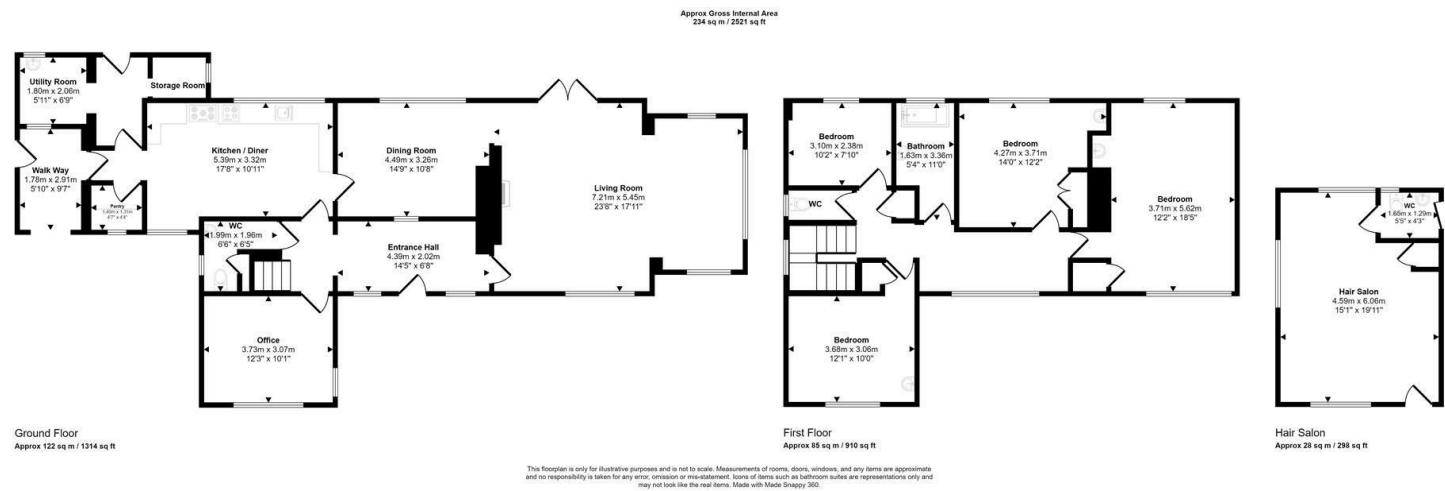 Approx Gross Internal Area
234 sq m / 2521 sq ft
Utility Room
1.80m x 2.06m
5'11" x 6'9"
Storage Room
Walk Way
1.78m x 2.91m
5'10" x 9'7"
Pantry
1.40m x 1.31m
4'7" x 4'4"
Kitchen / Diner
5.39m x 3.32m
17'8" x 10'11"
Dining Room
4.49m x 3.26m
14'9" x 10'8"
Living Room
7.21m x 5.45m
23'8" x 17'11"
WC
1.99m x 1.96m
6'6" x 6'5"
Entrance Hall
4.39m x 2.02m
14'5" x 6'8"
Office
3.73m x 3.07m
12'3" x 10'1"
Ground Floor
Approx 122 sq m / 1314 sq ft
Bedroom
3.10m x 2.38m
10'2" x 7'10"
Bathroom
1.63m x 3.36m
5'4" x 11'0"
Bedroom
4.27m x 3.71m
14'0" x 12'2"
Bedroom
3.71m x 5.62m
12'2" x 18'5"
WC
Bedroom
3.68m x 3.06m
12'1" x 10'0"
First Floor
Approx 85 sq m / 910 sq ft
WC
1.65m x 1.29m
5'5" x 4'3"
Hair Salon
4.59m x 6.06m
15'1" x 19'11"
Hair Salon
Approx 28 sq m / 298 sq ft
This floorplan is only for illustrative purposes and is not to scale. Measurements of rooms, doors, windows, and any items are approximate
and no responsibility is taken for any error, omission or mis-statement. Icons of items such as bathroom suites are representations only and
may not look like the real items. Made with Made Snappy 360.